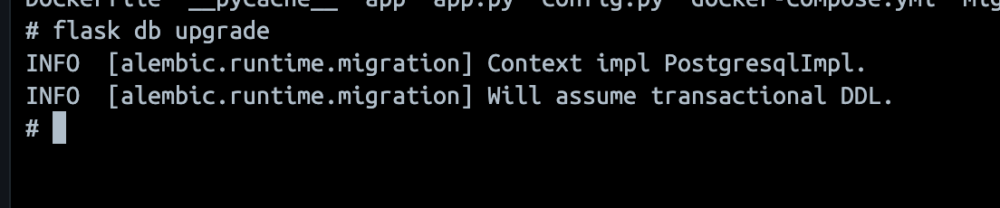 Dockerfile __pycache__ app app.py config.py docker-compose.yml
# flask db upgrade
INFO  [alembic.runtime.migration] Context impl PostgresqlImpl.
INFO  [alembic.runtime.migration] Will assume transactional DDL.
#